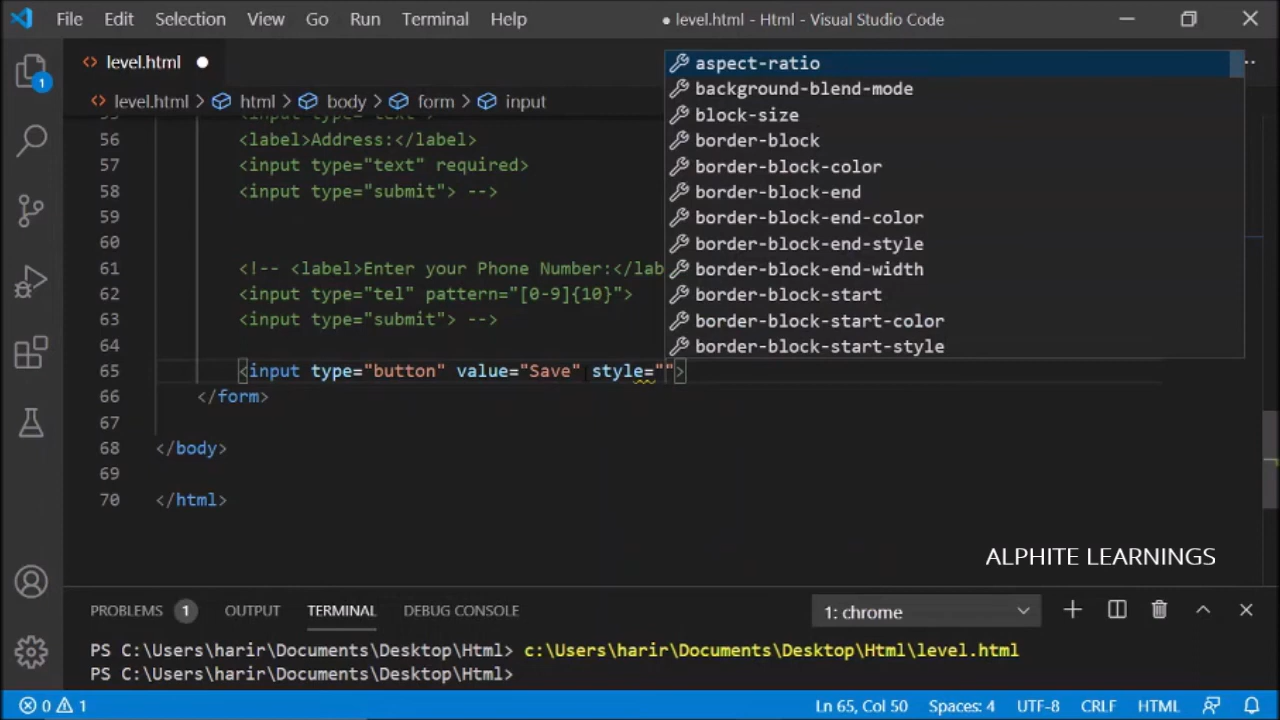 File Edit Selection View Go Run Terminal Help ● level.html - Html - Visual Studio Code
1 <> level.html ●
<> level.html > html > body > form > input
<input type="text">
56 <label>Address:</label>
57 <input type="text" required>
58 <input type="submit"> -->
59
60
61 <!-- <label>Enter your Phone Number:</lab
62 <input type="tel" pattern="[0-9]{10}">
63 <input type="submit"> -->
64
65 <input type="button" value="Save" style="">
66 </form>
67
68 </body>
69
70 </html>
aspect-ratio
background-blend-mode
block-size
border-block
border-block-color
border-block-end
border-block-end-color
border-block-end-style
border-block-end-width
border-block-start
border-block-start-color
border-block-start-style
ALPHITE LEARNINGS
PROBLEMS 1 OUTPUT TERMINAL DEBUG CONSOLE 1: chrome
PS C:\Users\harir\Documents\Desktop\Html> c:\Users\harir\Documents\Desktop\Html\level.html
PS C:\Users\harir\Documents\Desktop\Html>
0 1 Ln 65, Col 50 Spaces: 4 UTF-8 CRLF HTML